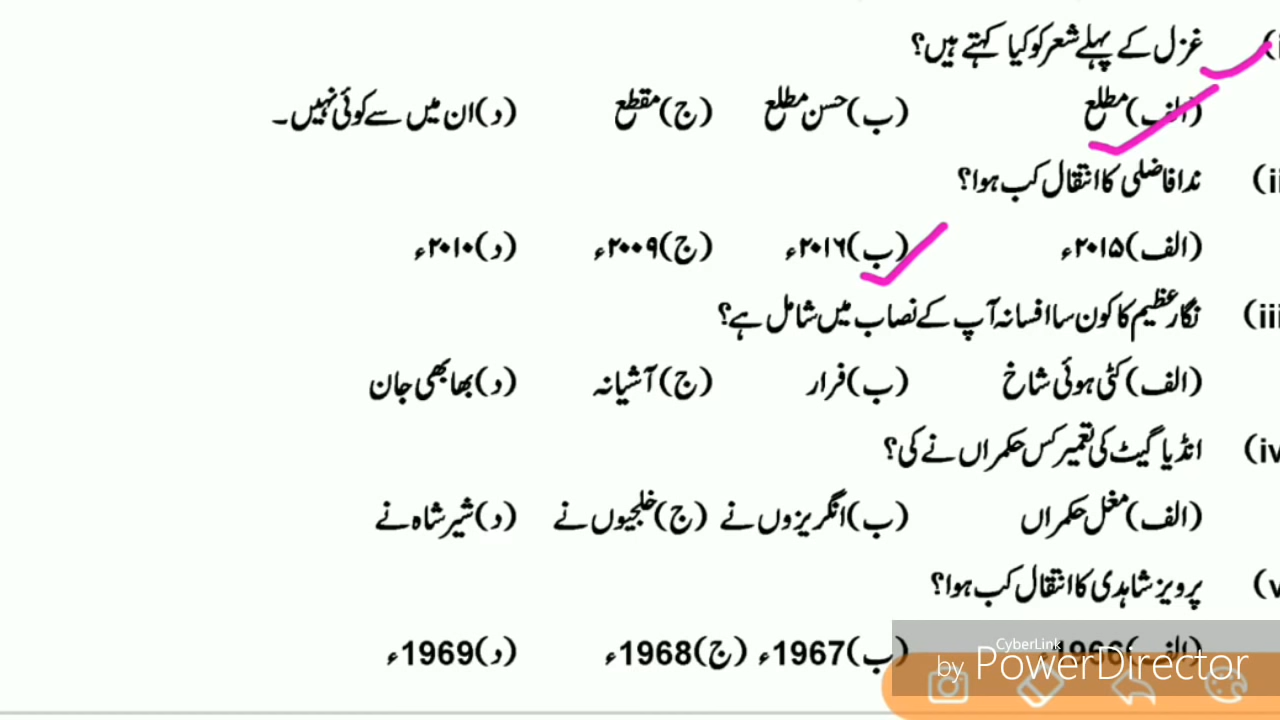 غزل کے پہلے شعر کو کیا کہتے ہیں؟
(الف) مطلع (ب) حسن مطلع (ج) مقطع (د) ان میں سے کوئی نہیں۔
(ii ندا فاضلی کا انتقال کب ہوا؟
(الف) ۲۰۱۵ء (ب) ۲۰۱۶ء (ج) ۲۰۰۹ء (د) ۲۰۱۰ء
(iii نگار عظیم کا کون سا افسانہ آپ کے نصاب میں شامل ہے؟
(الف) کٹی ہوئی شاخ (ب) فرار (ج) آشیانہ (د) بھابھی جان
(iv انڈیا گیٹ کی تعمیر کس حکمراں نے کی؟
(الف) مغل حکمراں (ب) انگریزوں نے (ج) خلجیوں نے (د) شیر شاہ نے
(v پرویز شاہدی کا انتقال کب ہوا؟
(الف) 1966ء (ب) 1967ء (ج) 1968ء (د) 1969ء
CyberLink
by PowerDirector